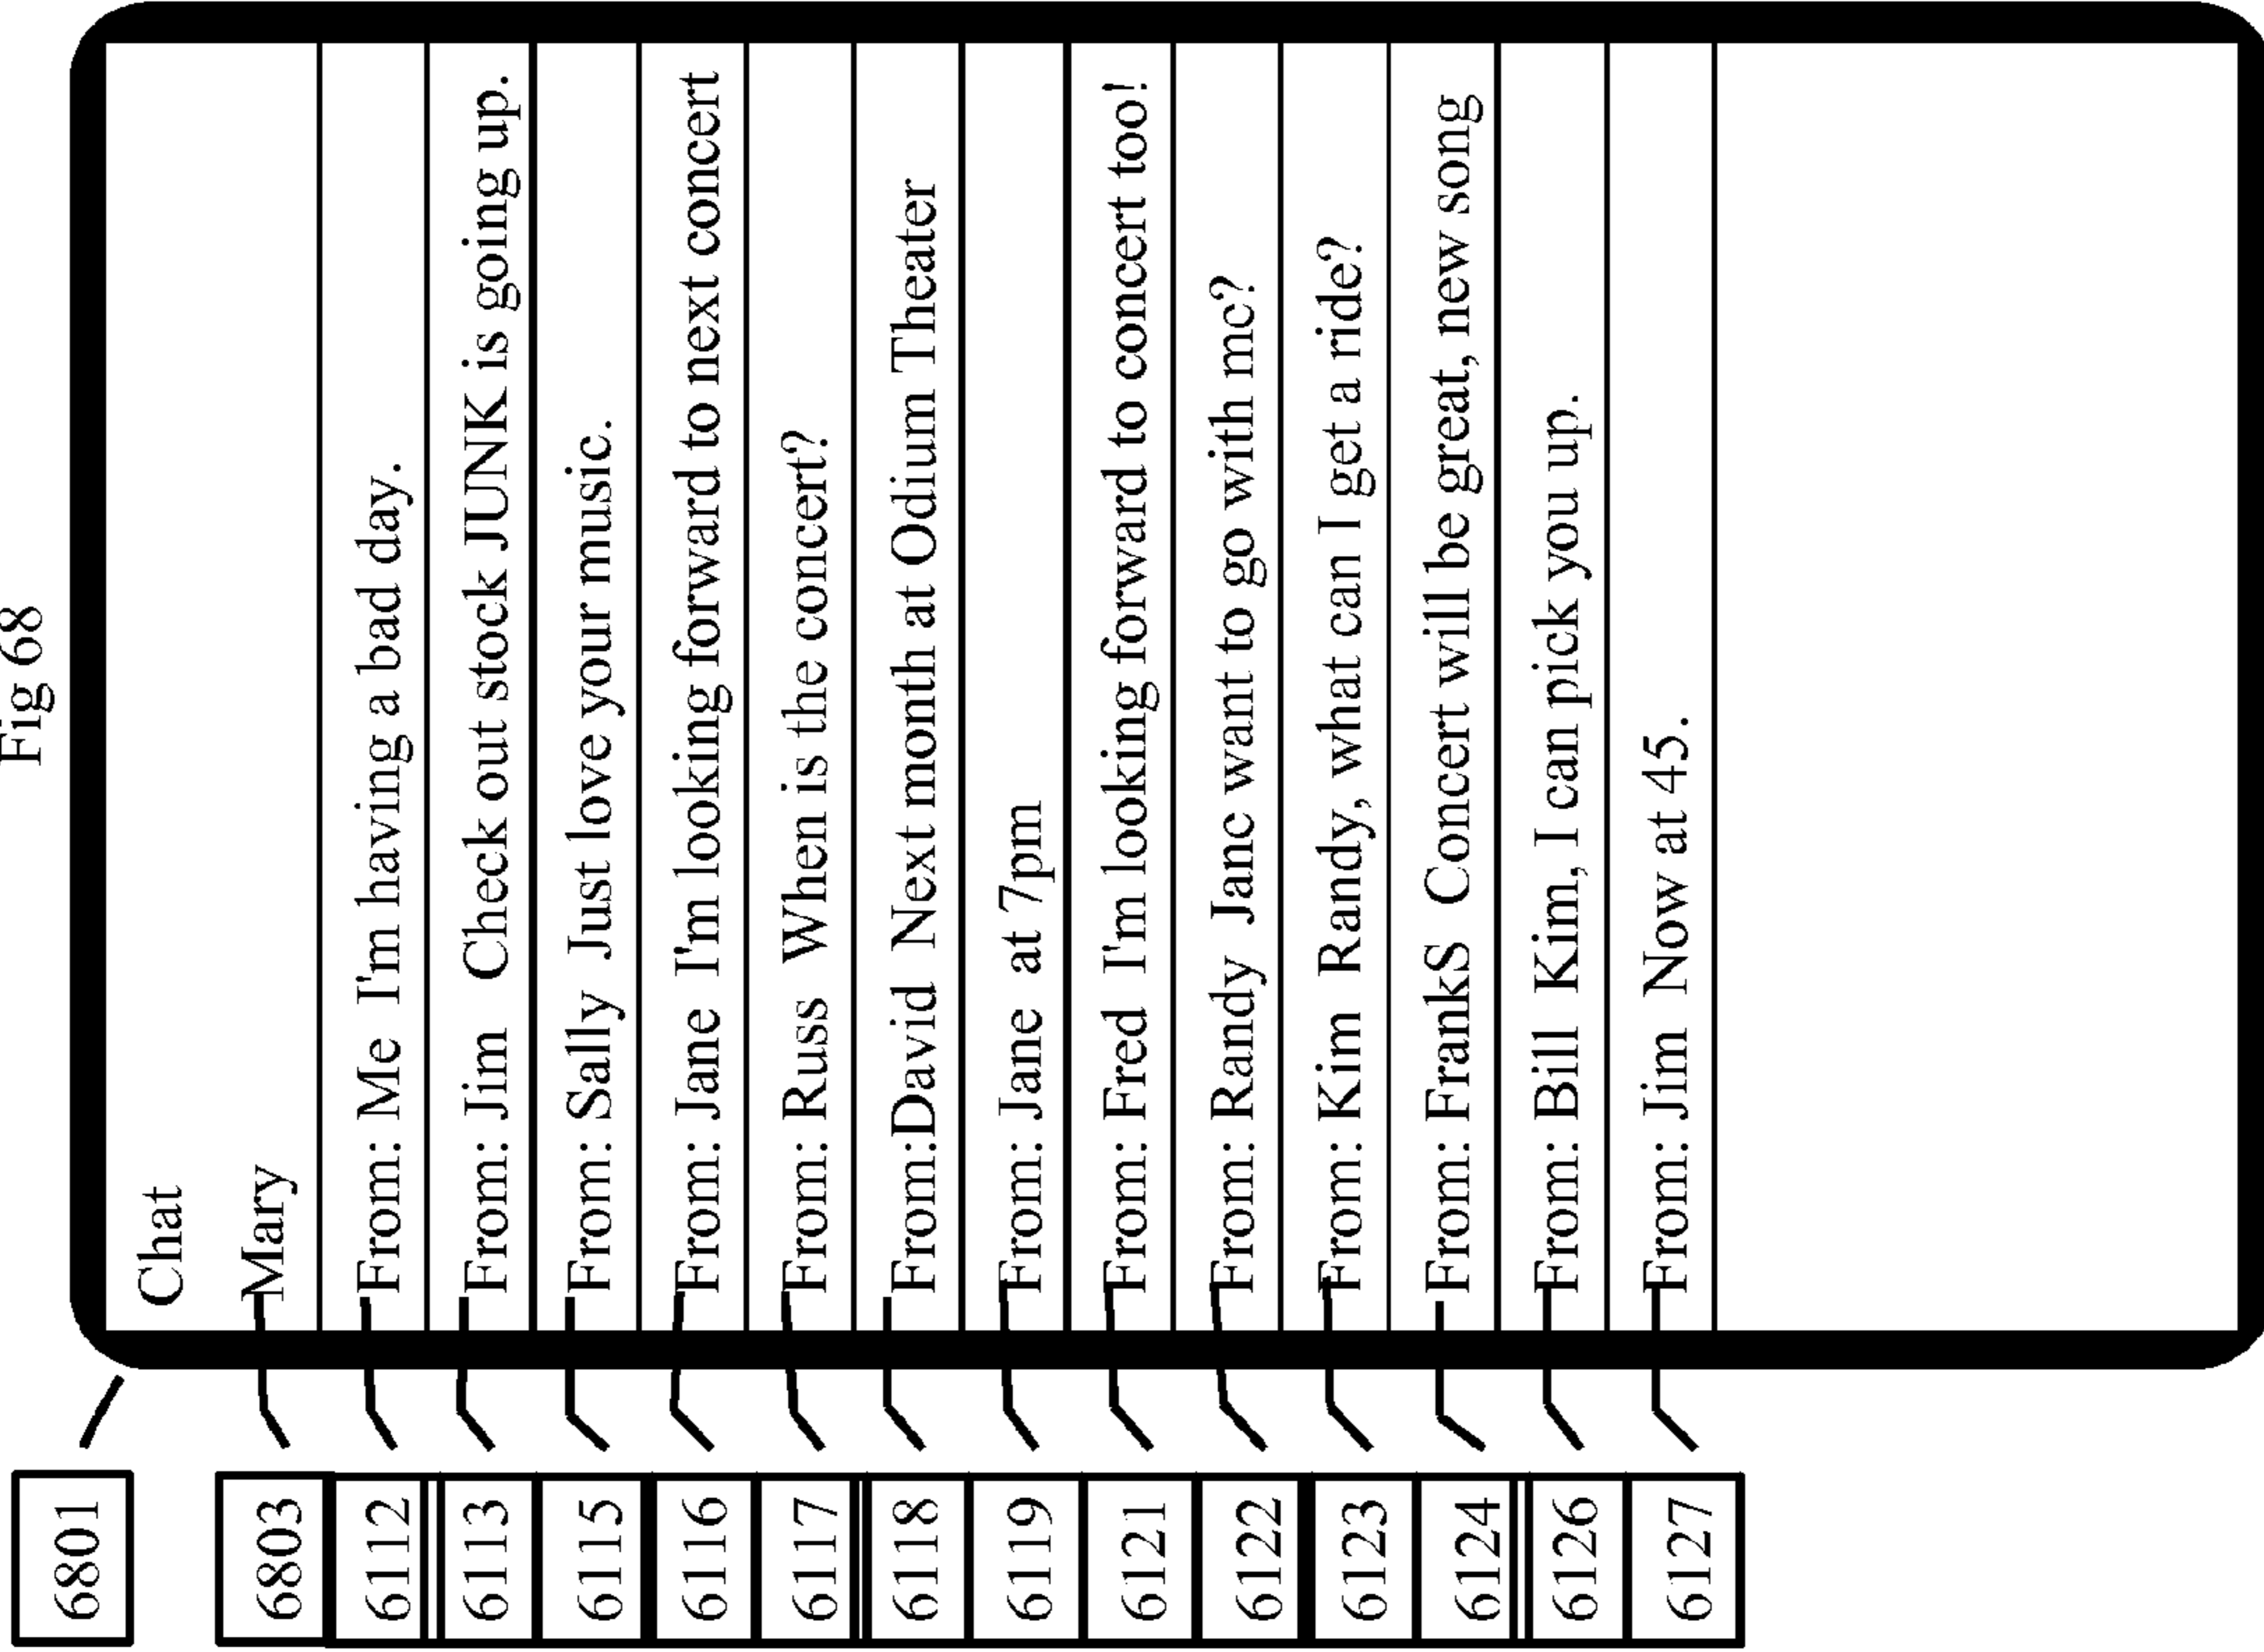 Fig 68
6801
Chat
6803 Mary
6112 From: Me I'm having a bad day.
6113 From: Jim Check out stock JUNK is going up.
6115 From: Sally Just love your music.
6116 From: Jane I'm looking forward to next concert
6117 From: Russ When is the concert?
6118 From:David Next month at Odium Theater
6119 From: Jane at 7pm
6121 From: Fred I'm looking forward to concert too!
6122 From: Randy Jane want to go with me?
6123 From: Kim Randy, what can I get a ride?
6124 From: FrankS Concert will be great, new song
6126 From: Bill Kim, I can pick you up.
6127 From: Jim Now at 45.